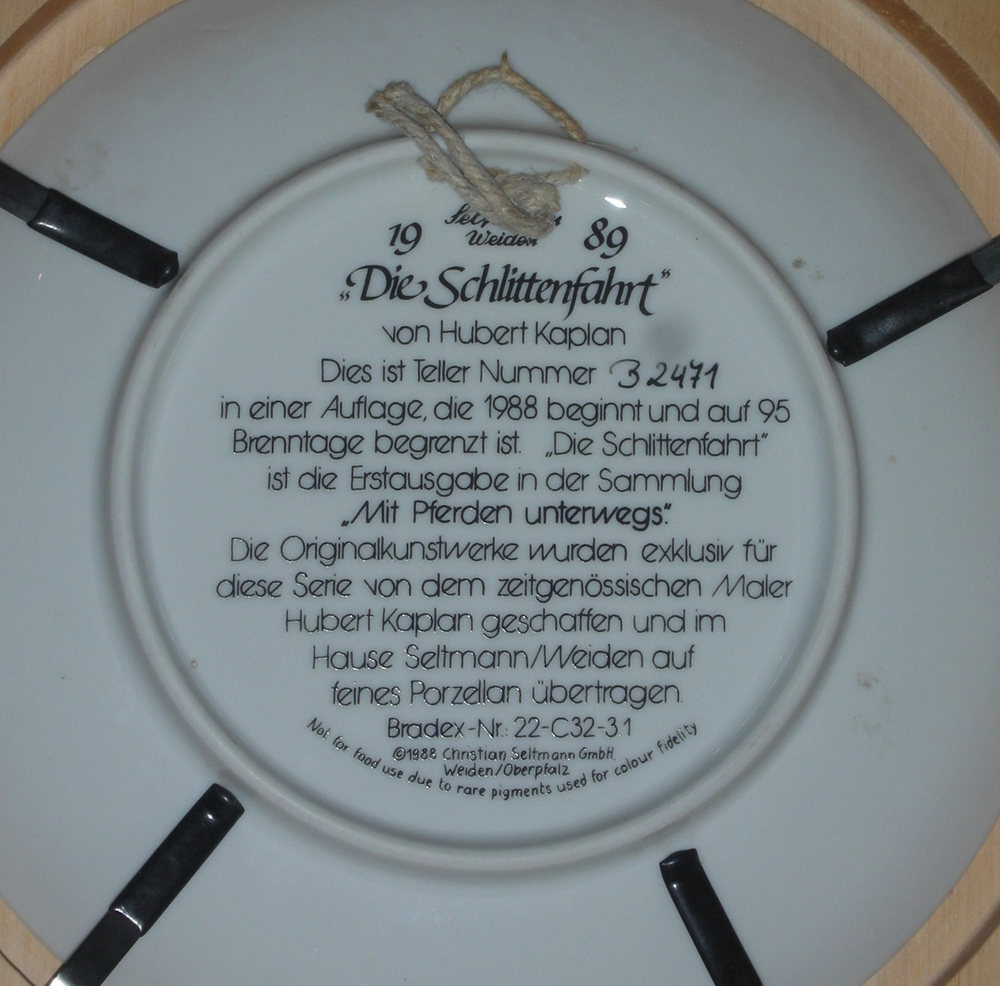 19 Weiden 89
„Die Schlittenfahrt"
von Hubert Kaplan
Dies ist Teller Nummer B 2471
in einer Auflage, die 1988 beginnt und auf 95
Brenntage begrenzt ist. „Die Schlittenfahrt"
ist die Erstausgabe in der Sammlung
„Mit Pferden unterwegs".
Die Originalkunstwerke wurden exklusiv für
diese Serie von dem zeitgenössischen Maler
Hubert Kaplan geschaffen und im
Hause Seltmann/Weiden auf
feines Porzellan übertragen.
Bradex-Nr.: 22-C32-3.1
©1988 Christian Seltmann GmbH,
Weiden/Oberpfalz
Not for food use due to rare pigments used for colour fidelity